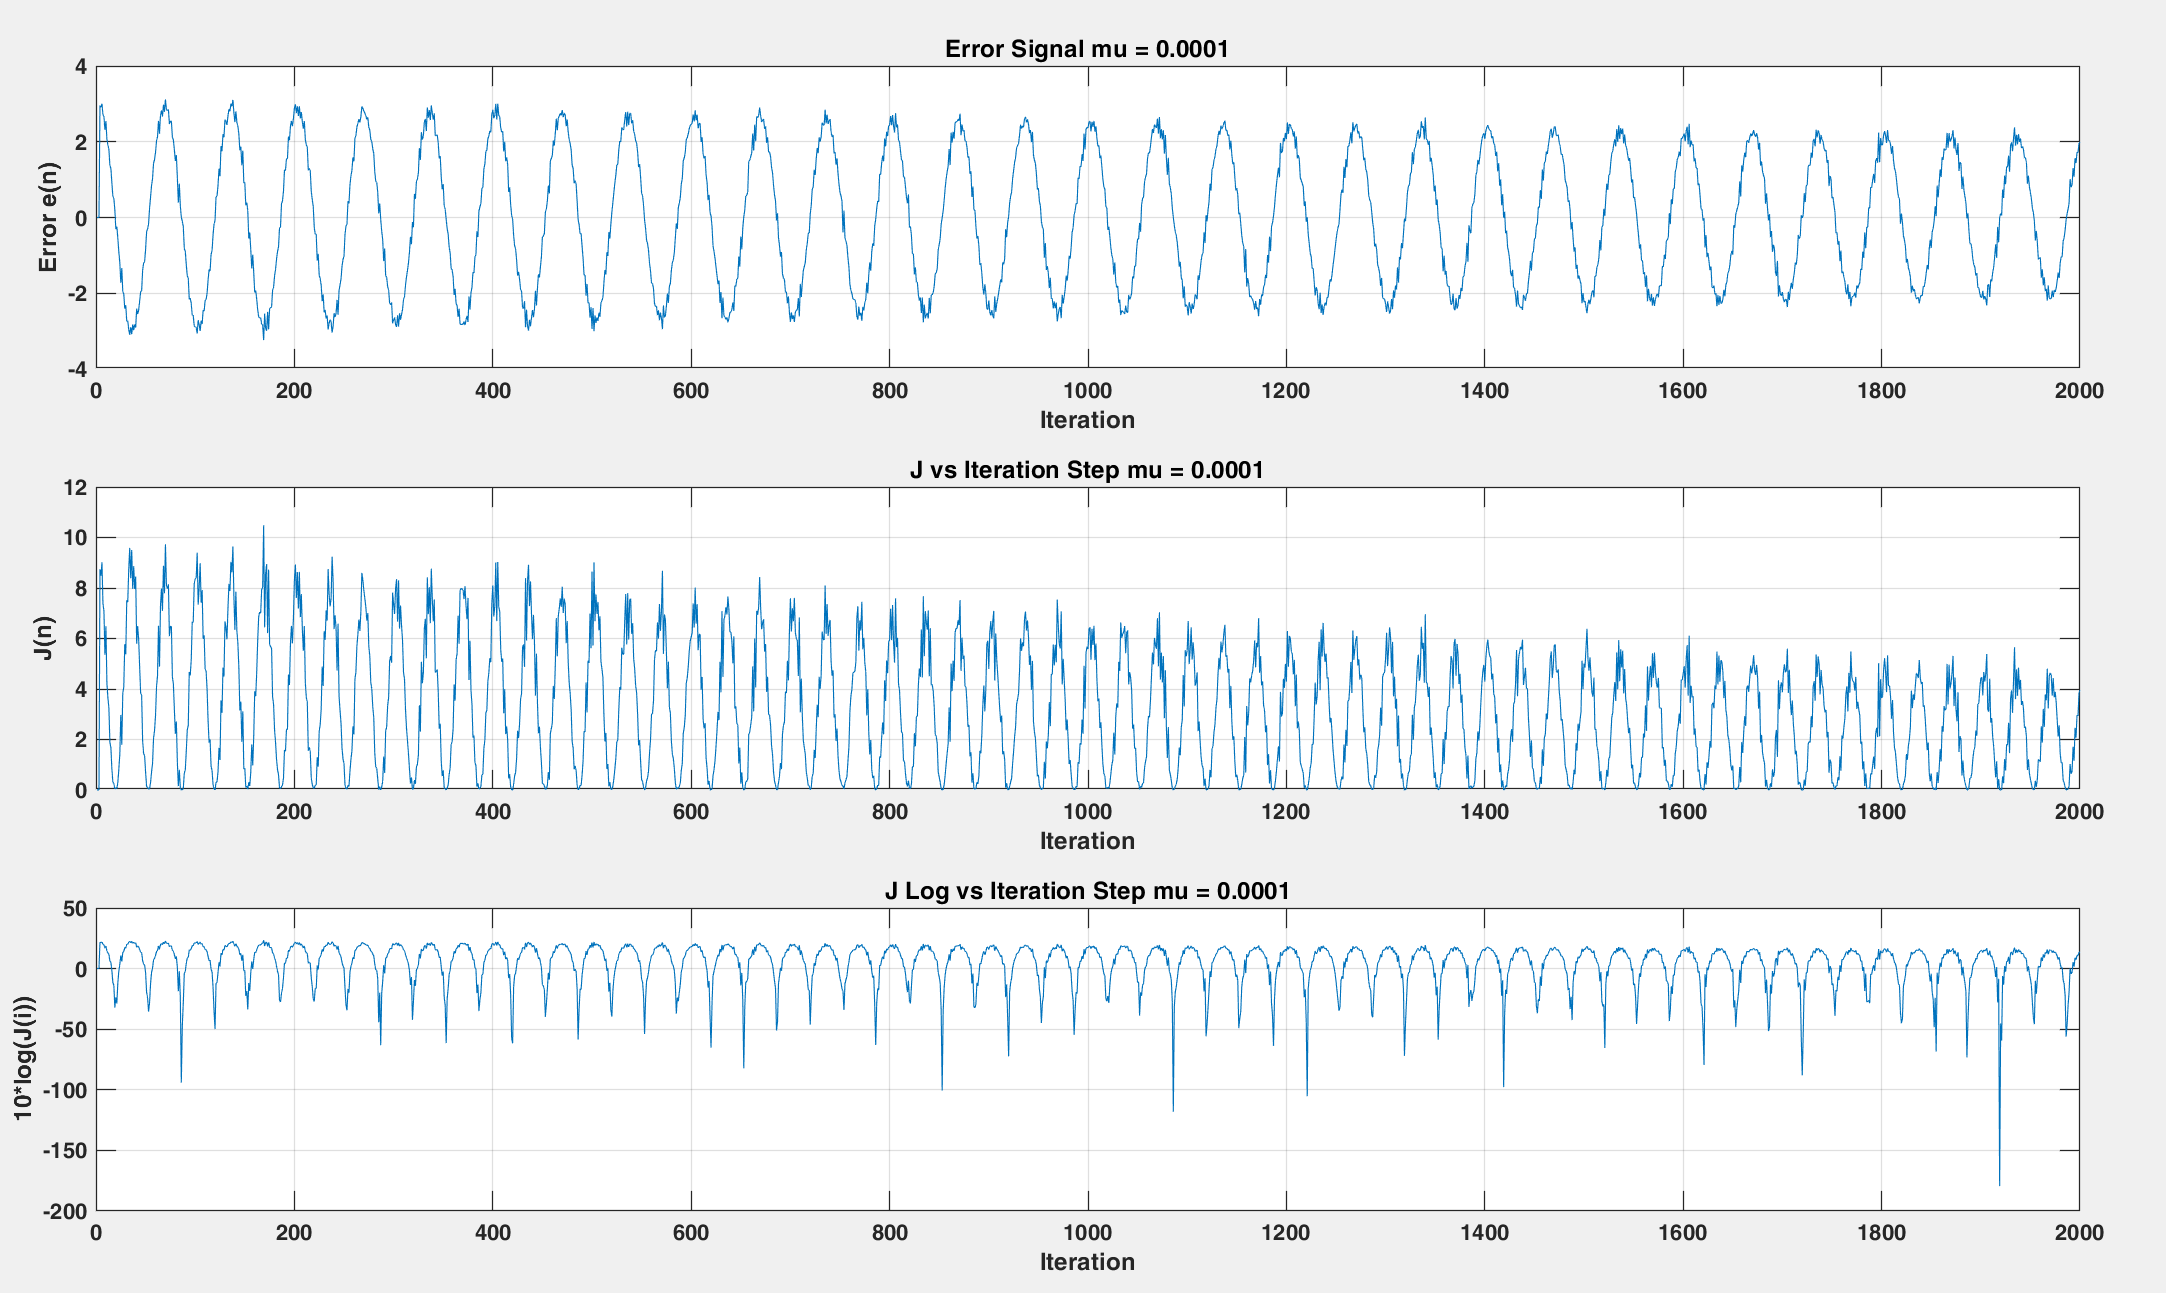 Error Signal mu = 0.0001
4
2
0
-2
-4
Error e(n)
0 200 400 600 800 1000 1200 1400 1600 1800 2000
Iteration
J vs Iteration Step mu = 0.0001
12
10
8
6
4
2
0
J(n)
0 200 400 600 800 1000 1200 1400 1600 1800 2000
Iteration
J Log vs Iteration Step mu = 0.0001
50
0
-50
-100
-150
-200
10*log(J(i))
0 200 400 600 800 1000 1200 1400 1600 1800 2000
Iteration